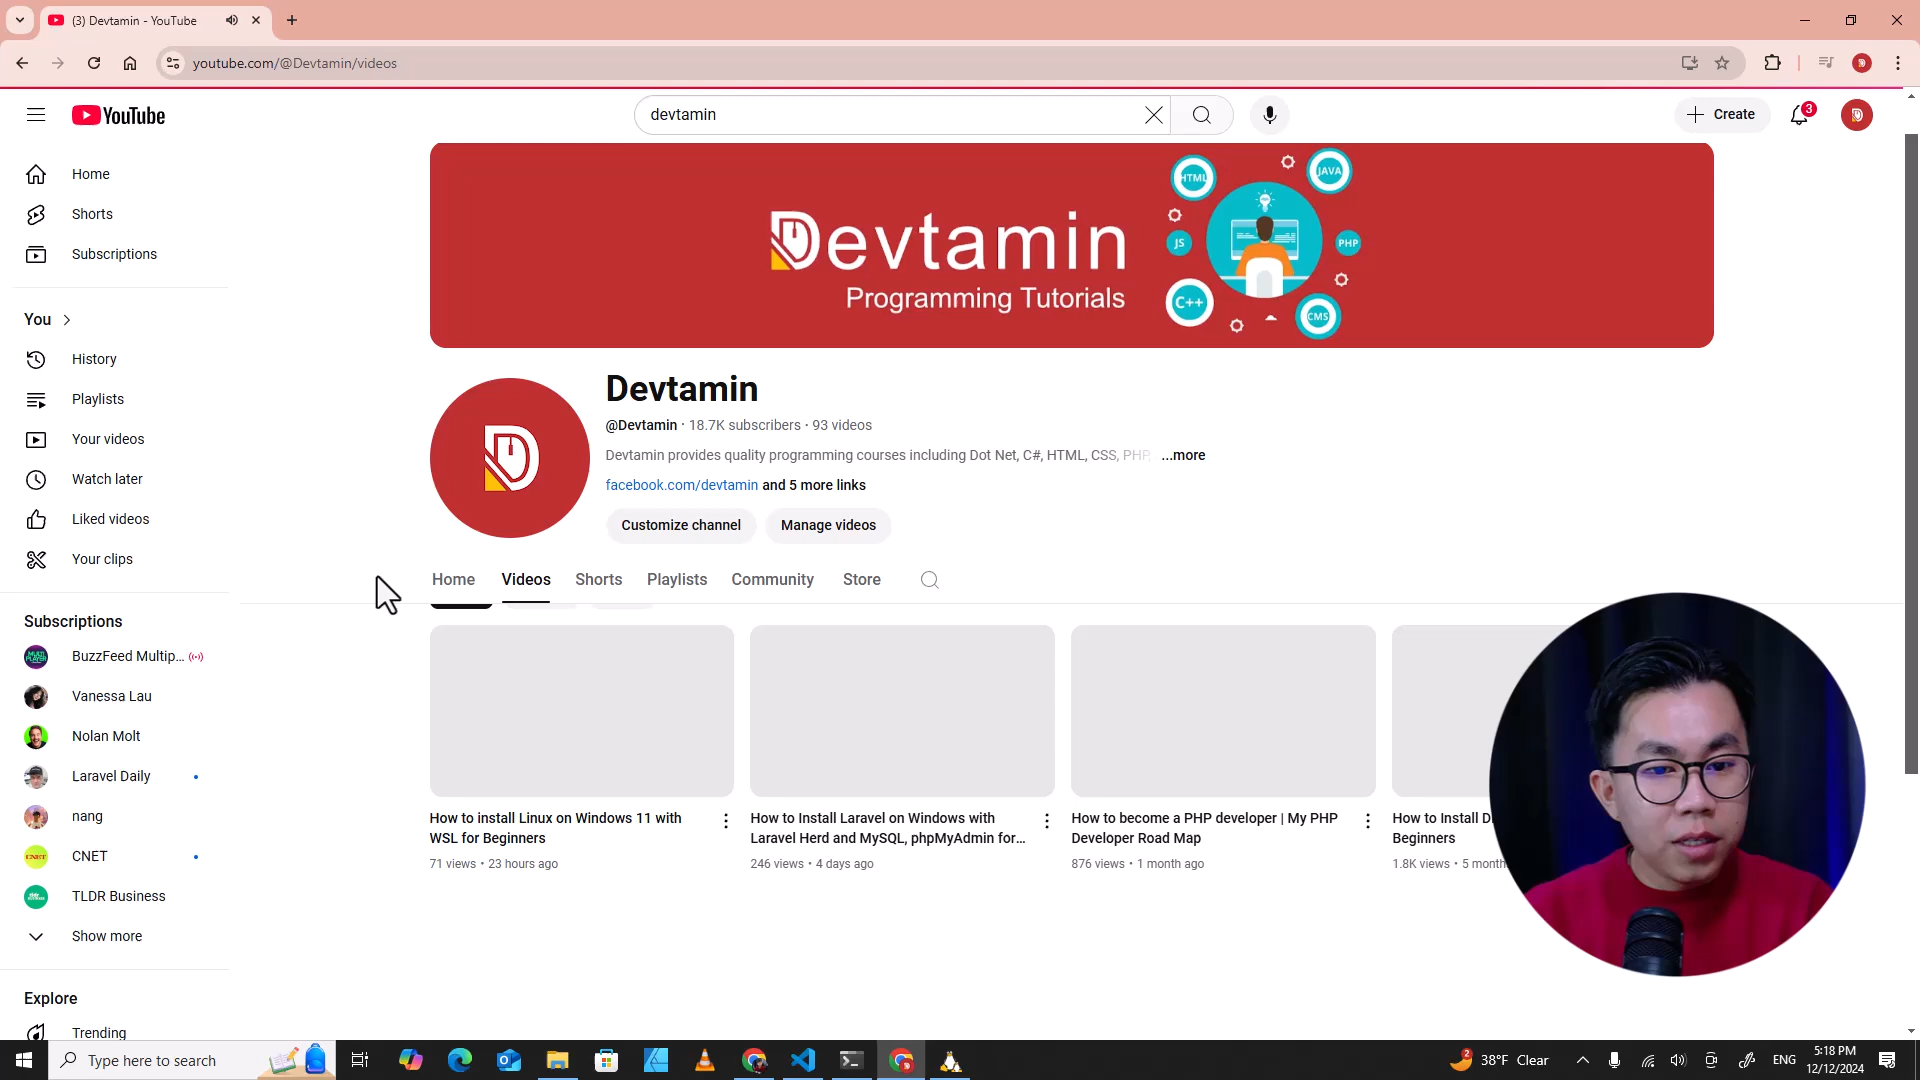 (3) Devtamin - YouTube
youtube.com/@Devtamin/videos
YouTube
devtamin
Create
3
Home
Shorts
Subscriptions
You
History
Playlists
Your videos
Watch later
Liked videos
Your clips
Subscriptions
BuzzFeed Multip...
Vanessa Lau
Nolan Molt
Laravel Daily
nang
CNET
TLDR Business
Show more
Explore
Trending
Devtamin
Programming Tutorials
HTML
JAVA
JS
PHP
C++
CMS
Devtamin
@Devtamin · 18.7K subscribers · 93 videos
Devtamin provides quality programming courses including Dot Net, C#, HTML, CSS, PHP, ...more
facebook.com/devtamin and 5 more links
Customize channel
Manage videos
Home
Videos
Shorts
Playlists
Community
Store
How to install Linux on Windows 11 with
WSL for Beginners
71 views · 23 hours ago
How to Install Laravel on Windows with
Laravel Herd and MySQL, phpMyAdmin for...
246 views · 4 days ago
How to become a PHP developer | My PHP
Developer Road Map
876 views · 1 month ago
How to Install D
Beginners
1.8K views · 5 month
Type here to search
2
38°F Clear
ENG
5:18 PM
12/12/2024